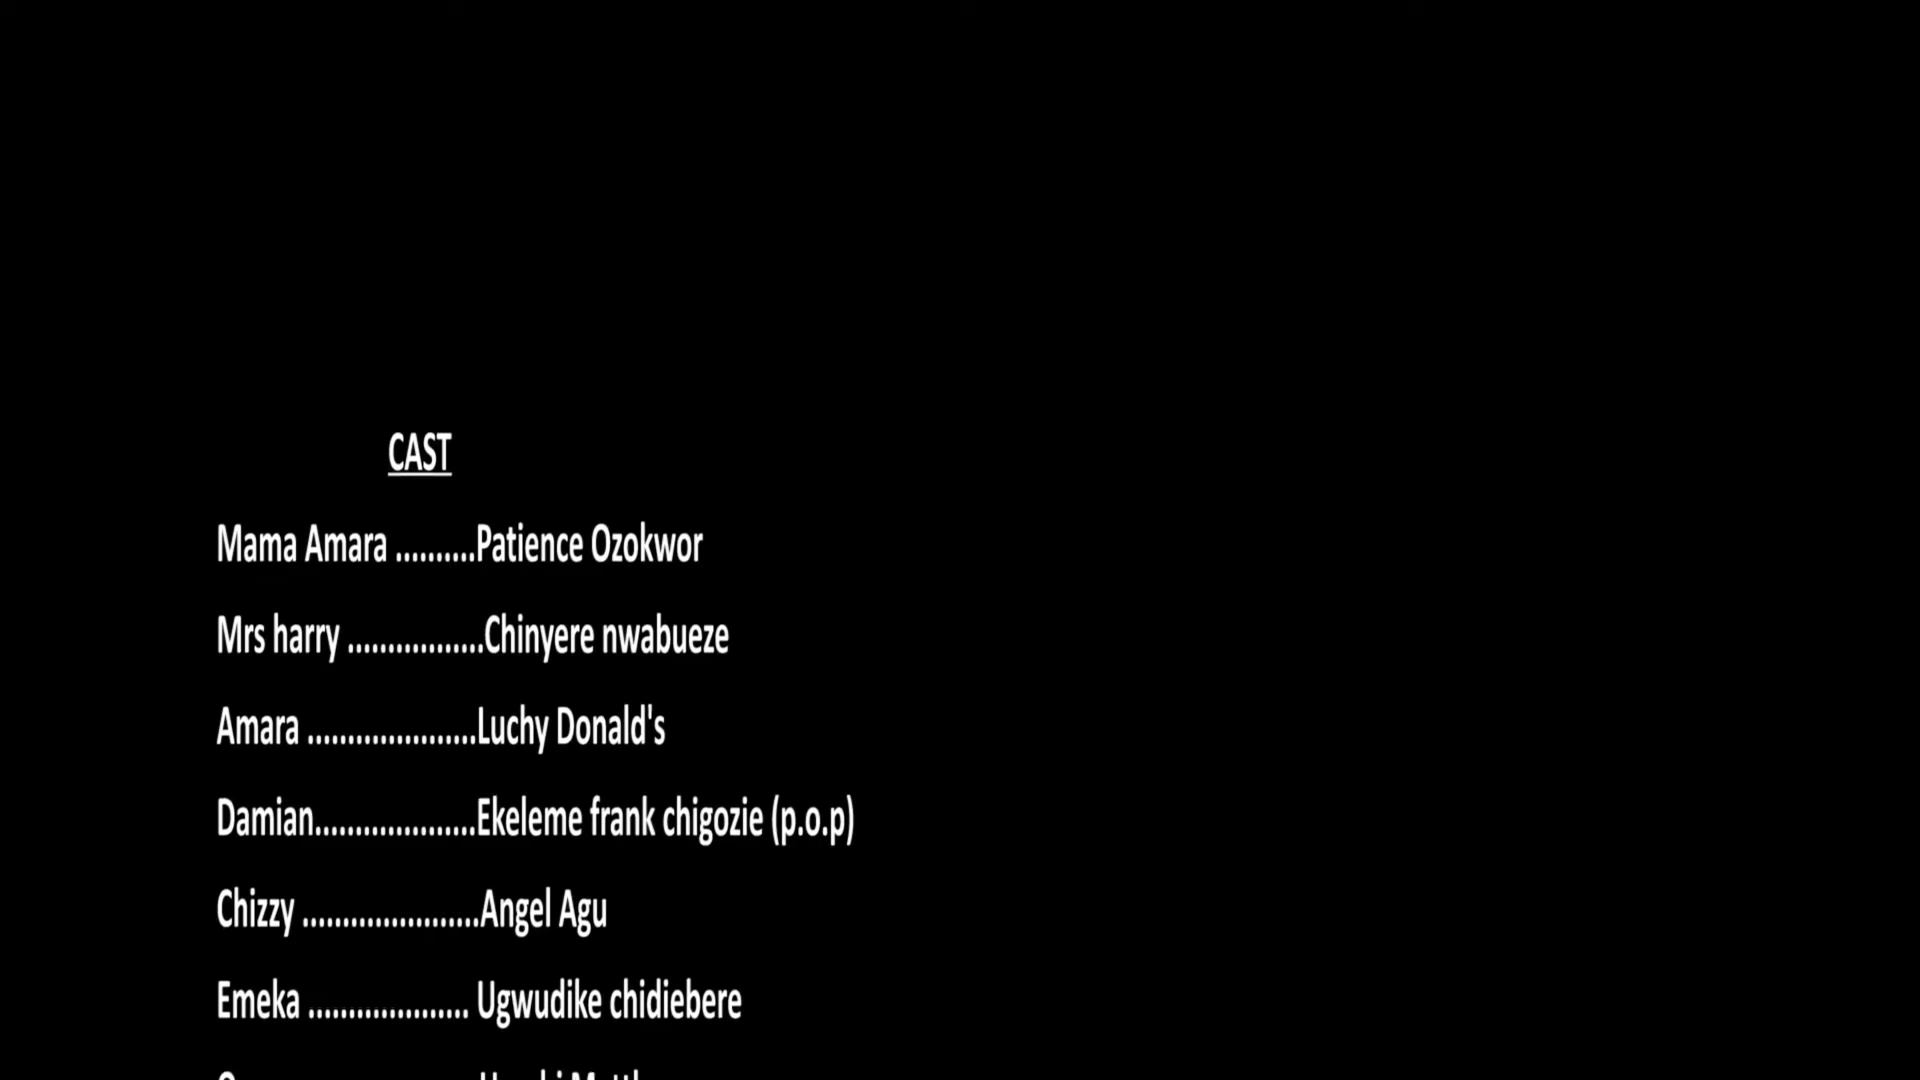 CAST
Mama Amara ..........Patience Ozokwor
Mrs harry .................Chinyere nwabueze
Amara .....................Luchy Donald's
Damian....................Ekeleme frank chigozie (p.o.p)
Chizzy ......................Angel Agu
Emeka .................... Ugwudike chidiebere